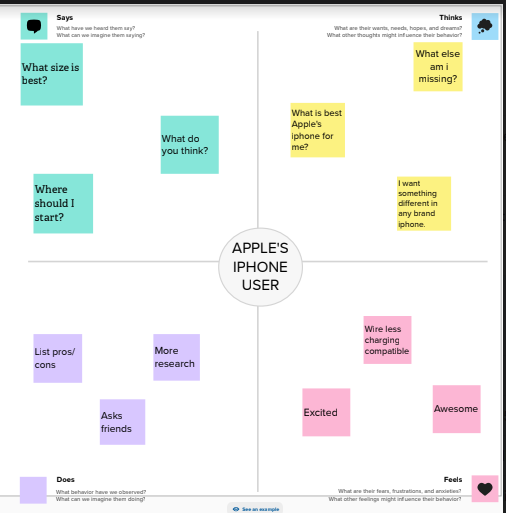 Says
What have we heard them say?
What can we imagine them saying?
Thinks
What are their wants, needs, hopes, and dreams?
What other thoughts might influence their behavior?
What size is
best?
What do
you think?
Where
should I
start?
What else
am i
missing?
What is best
Apple's
iphone for
me?
I want
something
different in
any brand
iphone.
APPLE'S
IPHONE
USER
List pros/
cons
More
research
Asks
friends
Wire less
charging
compatible
Excited
Awesome
Does
What behavior have we observed?
What can we imagine them doing?
Feels
What are their fears, frustrations, and anxieties?
What other feelings might influence their behavior?
See an example